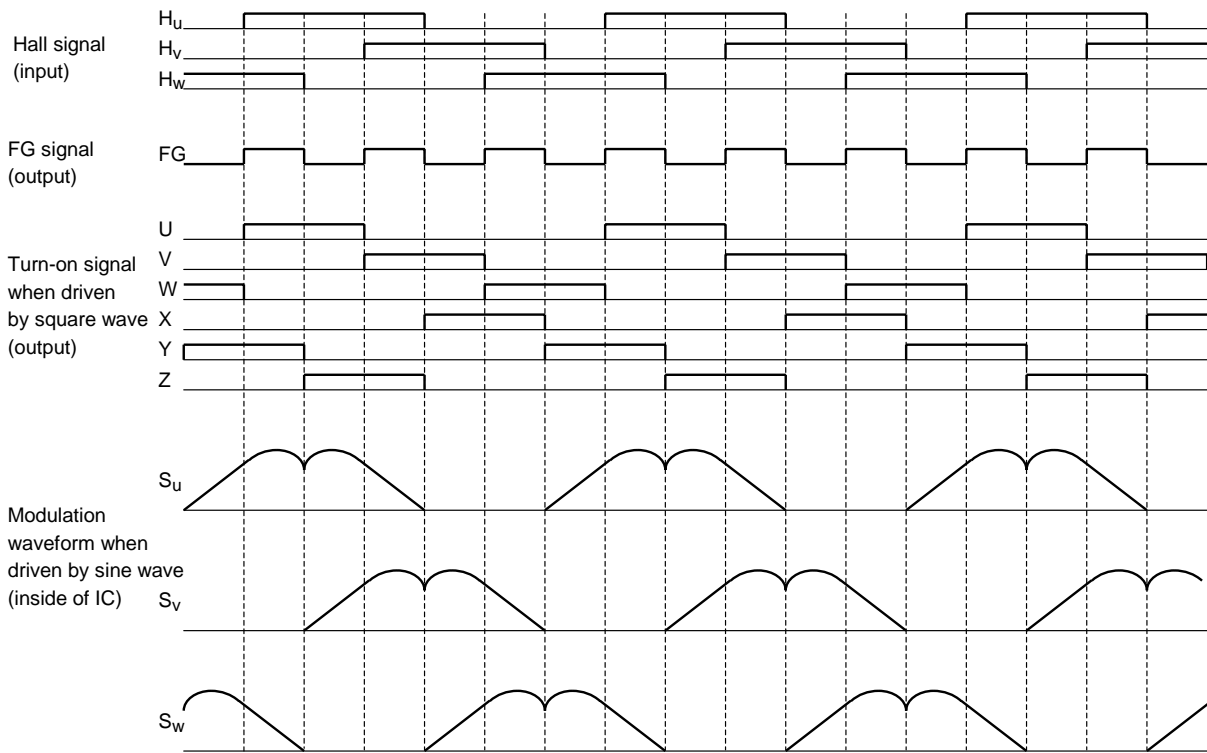 Hall signal
(input)
Hu
Hv
Hw
FG signal
(output)
FG
Turn-on signal
when driven
by square wave
(output)
U
V
W
X
Y
Z
Modulation
waveform when
driven by sine wave
(inside of IC)
Su
Sv
Sw